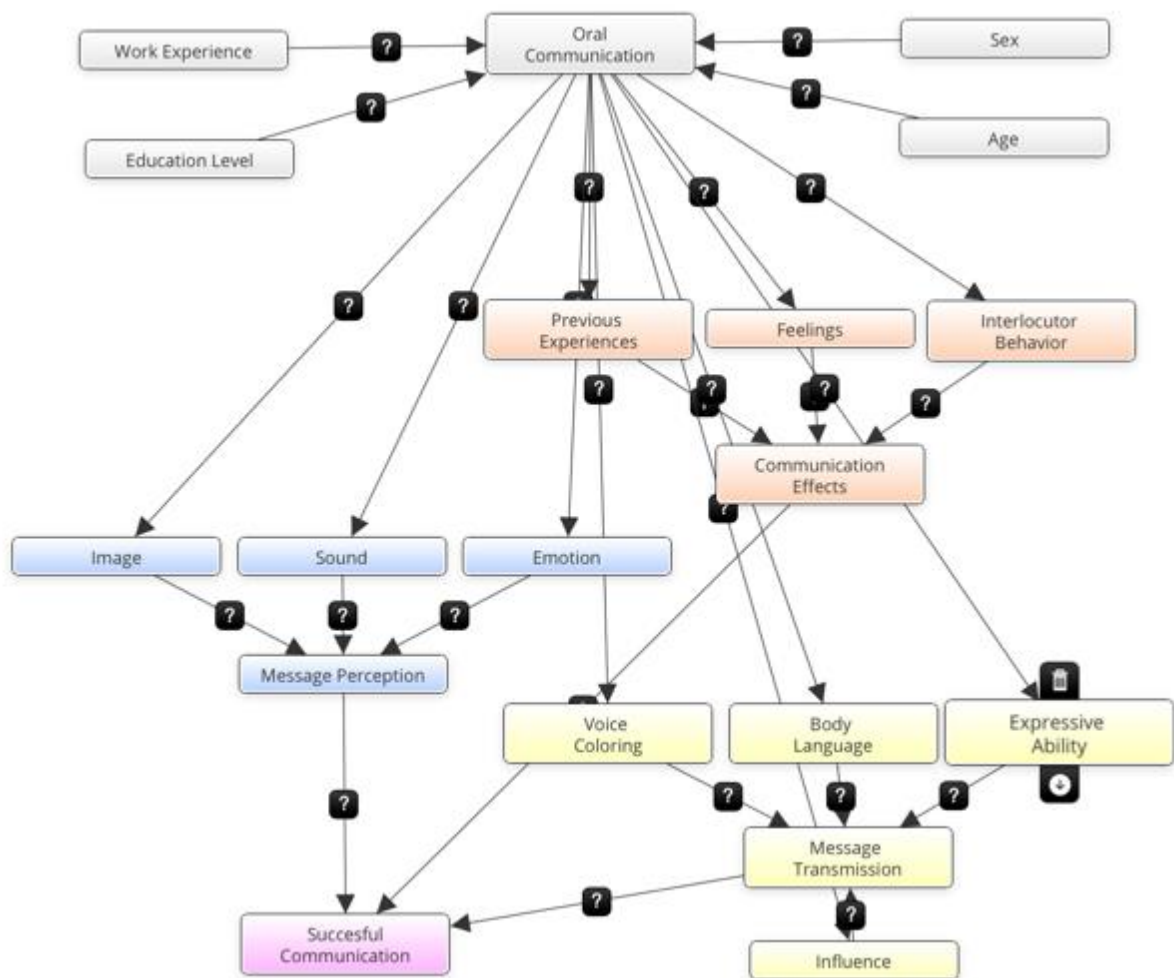 Oral
Communication
Work Experience
?
?
Sex
?
?
Education Level
Age
?
?
?
?
?
Previous
Experiences
Feelings
Interlocutor
Behavior
?
?
?
?
Communication
Effects
?
Image
Sound
Emotion
?
?
?
Message Perception
Voice
Coloring
Body
Language
Expressive
Ability
?
?
?
?
Message
Transmission
?
?
Succesful
Communication
Influence